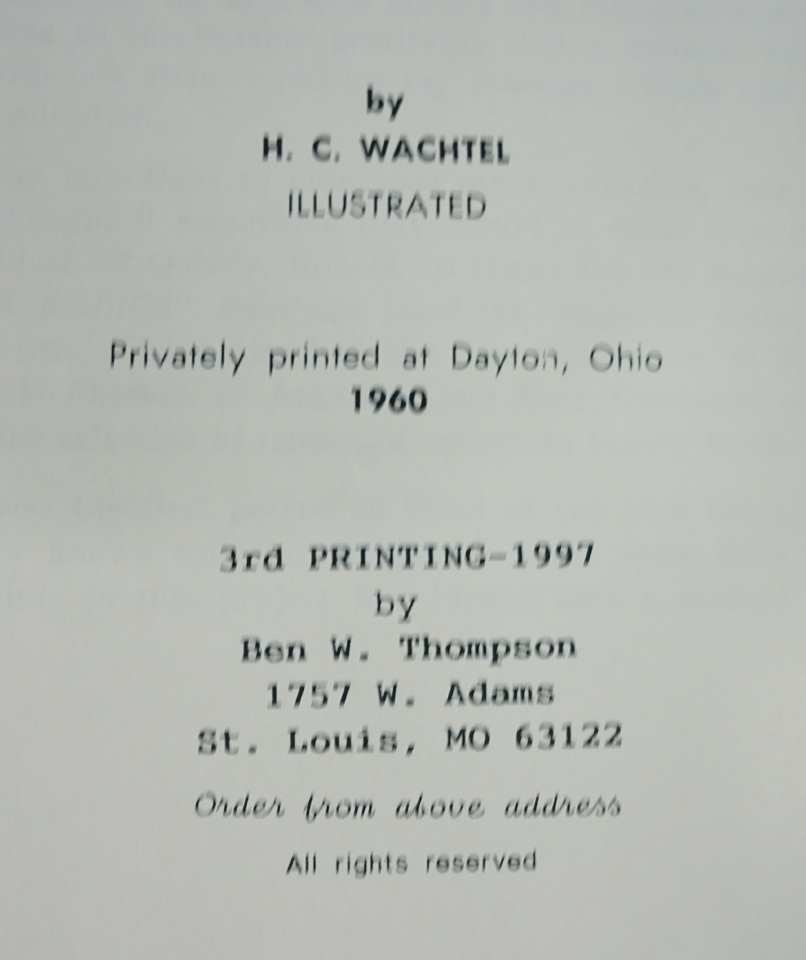 by
H. C. WACHTEL
ILLUSTRATED
Privately printed at Dayton, Ohio
1960
3rd PRINTING-1997
by
Ben W. Thompson
1757 W. Adams
St. Louis, MO 63122
Order from above address
All rights reserved